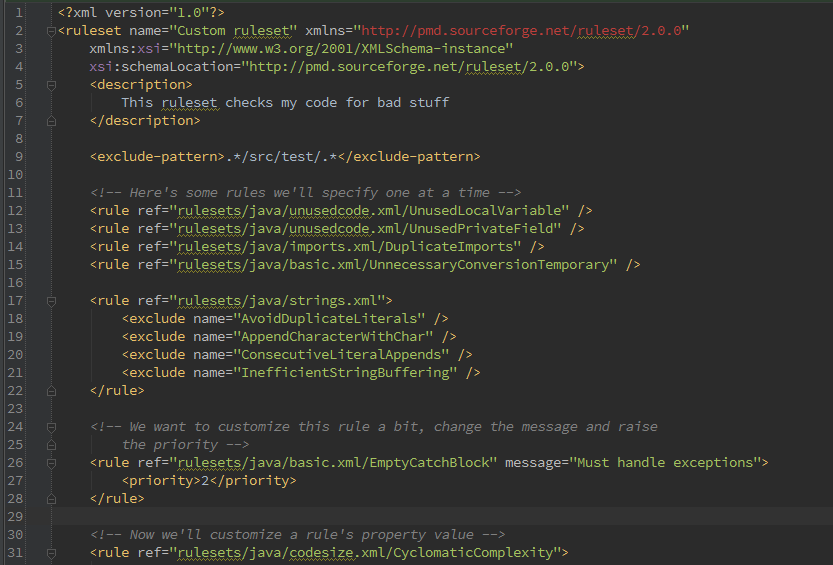 1 <?xml version="1.0"?>
2 <ruleset name="Custom ruleset" xmlns="http://pmd.sourceforge.net/ruleset/2.0.0"
3     xmlns:xsi="http://www.w3.org/2001/XMLSchema-instance"
4     xsi:schemaLocation="http://pmd.sourceforge.net/ruleset/2.0.0">
5     <description>
6         This ruleset checks my code for bad stuff
7     </description>
8
9     <exclude-pattern>.*/src/test/.*</exclude-pattern>
10
11     <!-- Here's some rules we'll specify one at a time -->
12     <rule ref="rulesets/java/unusedcode.xml/UnusedLocalVariable" />
13     <rule ref="rulesets/java/unusedcode.xml/UnusedPrivateField" />
14     <rule ref="rulesets/java/imports.xml/DuplicateImports" />
15     <rule ref="rulesets/java/basic.xml/UnnecessaryConversionTemporary" />
16
17     <rule ref="rulesets/java/strings.xml">
18         <exclude name="AvoidDuplicateLiterals" />
19         <exclude name="AppendCharacterWithChar" />
20         <exclude name="ConsecutiveLiteralAppends" />
21         <exclude name="InefficientStringBuffering" />
22     </rule>
23
24     <!-- We want to customize this rule a bit, change the message and raise
25         the priority -->
26     <rule ref="rulesets/java/basic.xml/EmptyCatchBlock" message="Must handle exceptions">
27         <priority>2</priority>
28     </rule>
29
30     <!-- Now we'll customize a rule's property value -->
31     <rule ref="rulesets/java/codesize.xml/CyclomaticComplexity">